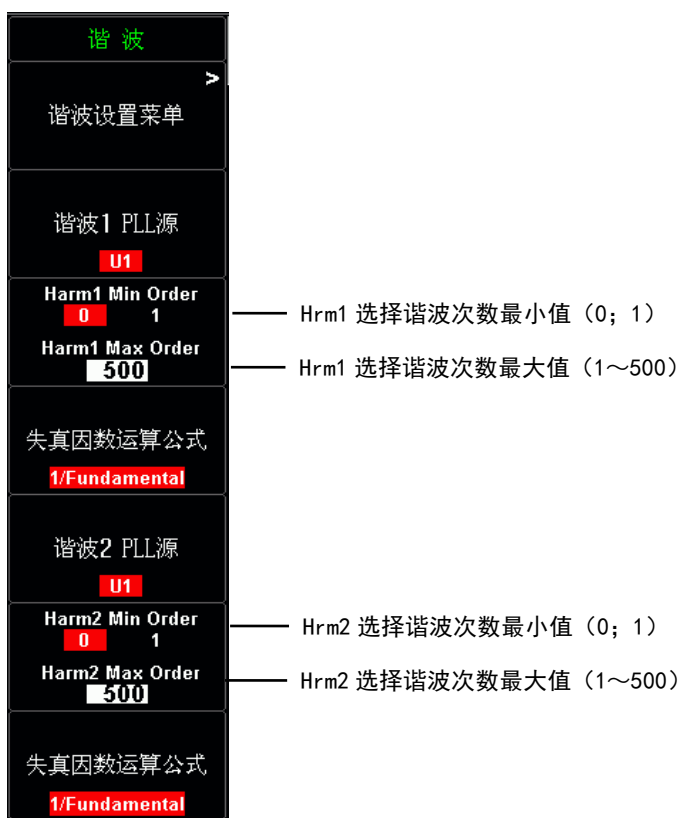 谐 波
>
谐波设置菜单
谐波1 PLL源
U1
Harm1 Min Order
0 1
Hrm1 选择谐波次数最小值（0；1）
Harm1 Max Order
500
Hrm1 选择谐波次数最大值（1～500）
失真因数运算公式
1/Fundamental
谐波2 PLL源
U1
Harm2 Min Order
0 1
Hrm2 选择谐波次数最小值（0；1）
Harm2 Max Order
500
Hrm2 选择谐波次数最大值（1～500）
失真因数运算公式
1/Fundamental